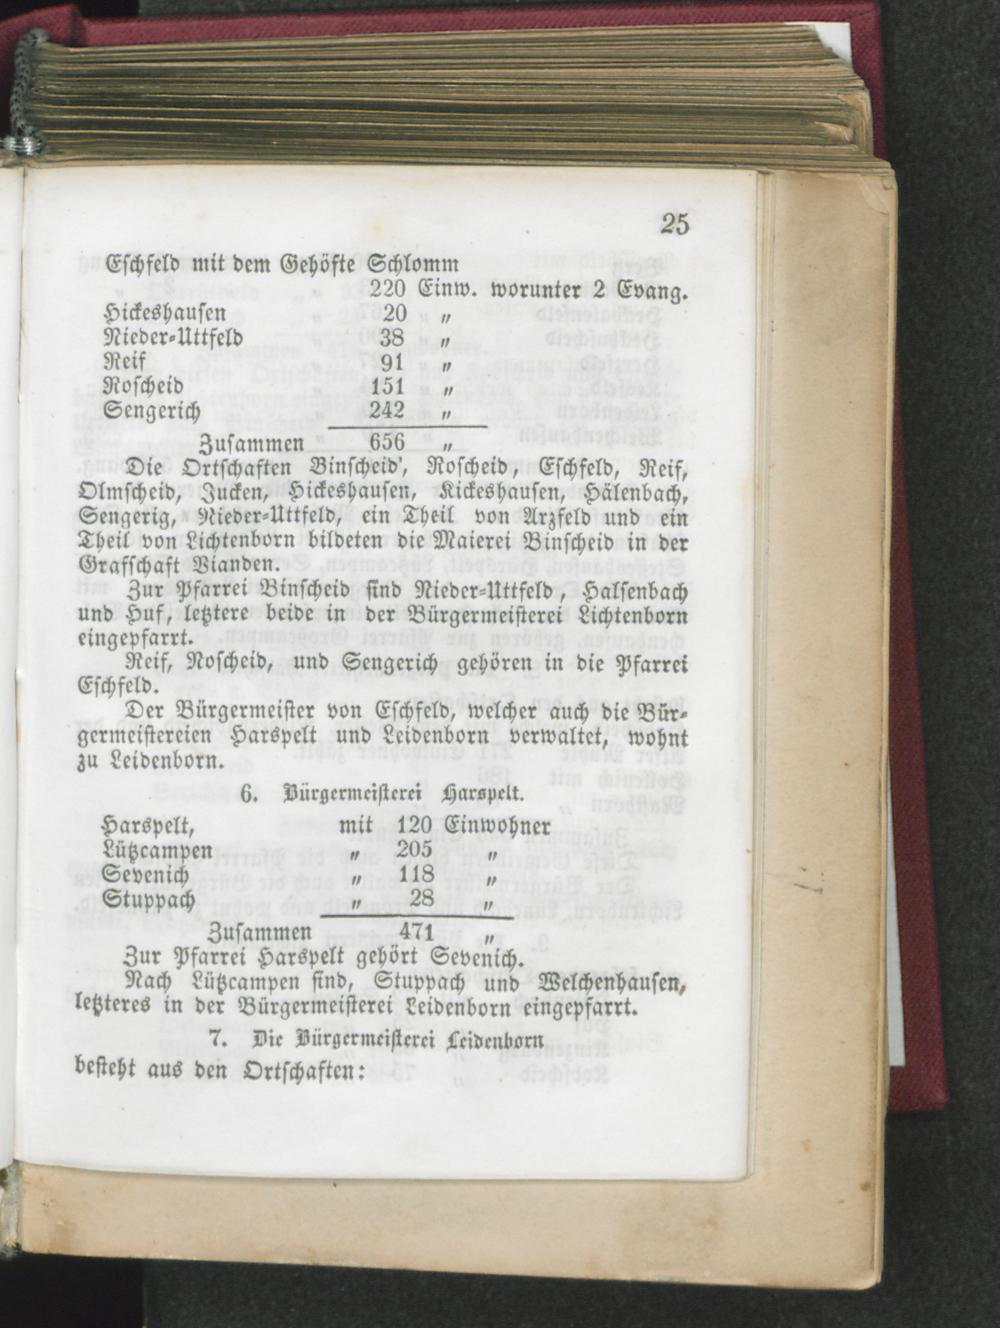 25
Eschfeld mit dem Gehöfte Schlomm
220 Einw. worunter 2 Evang.
Hickeshausen 20 „
Nieder-Uttfeld 38 „
Reif 91 „
Roscheid 151 „
Sengerich 242 „
Zusammen 656 „
Die Ortschaften Binscheid, Roscheid, Eschfeld, Reif,
Olmscheid, Jucken, Hickeshausen, Kickeshausen, Hälenbach,
Sengerig, Nieder-Uttfeld, ein Theil von Arzfeld und ein
Theil von Lichtenborn bildeten die Maierei Binscheid in der
Grafschaft Vianden.
Zur Pfarrei Binscheid sind Nieder-Uttfeld, Halsenbach
und Huf, letztere beide in der Bürgermeisterei Lichtenborn
eingepfarrt.
Reif, Roscheid, und Sengerich gehören in die Pfarrei
Eschfeld.
Der Bürgermeister von Eschfeld, welcher auch die Bür-
germeistereien Harspelt und Leidenborn verwaltet, wohnt
zu Leidenborn.
6. Bürgermeisterei Harspelt.
Harspelt, mit 120 Einwohner
Lützcampen „ 205 „
Sevenich „ 118 „
Stuppach „ 28 „
Zusammen 471 „
Zur Pfarrei Harspelt gehört Sevenich.
Nach Lützcampen sind, Stuppach und Welchenhausen,
letzteres in der Bürgermeisterei Leidenborn eingepfarrt.
7. Die Bürgermeisterei Leidenborn
besteht aus den Ortschaften: